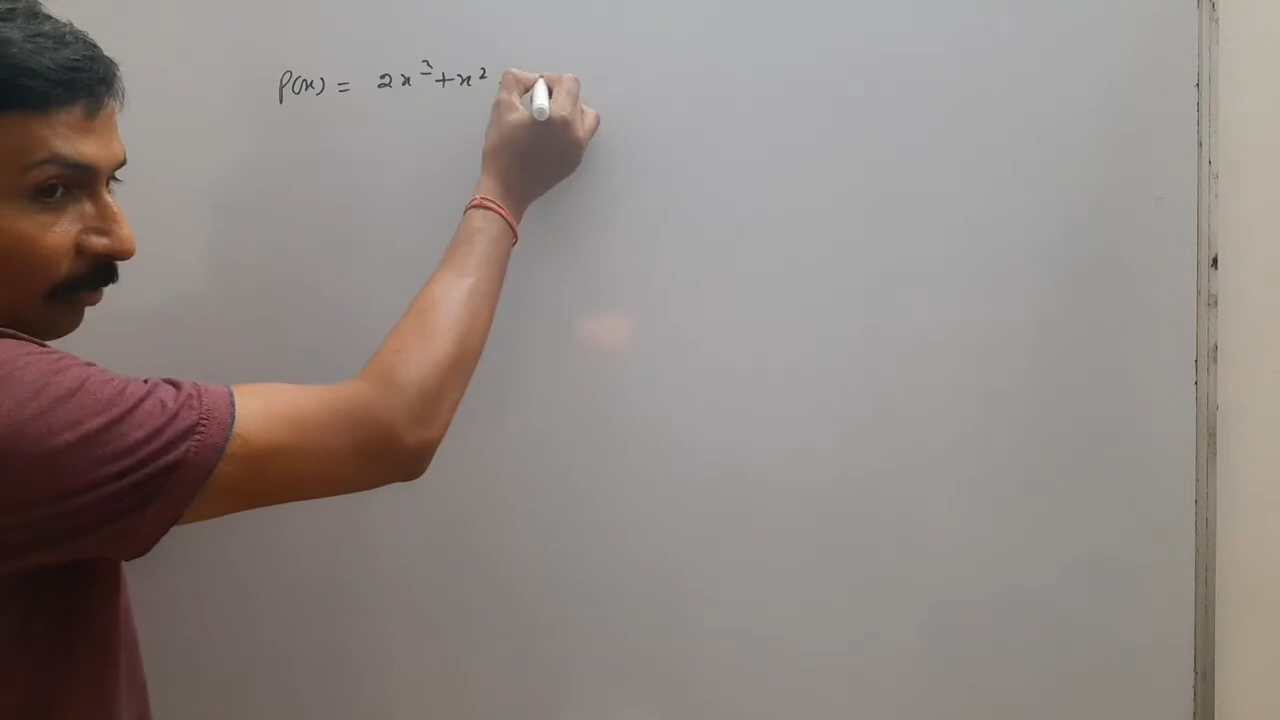 P(x) = 2x³ + x²